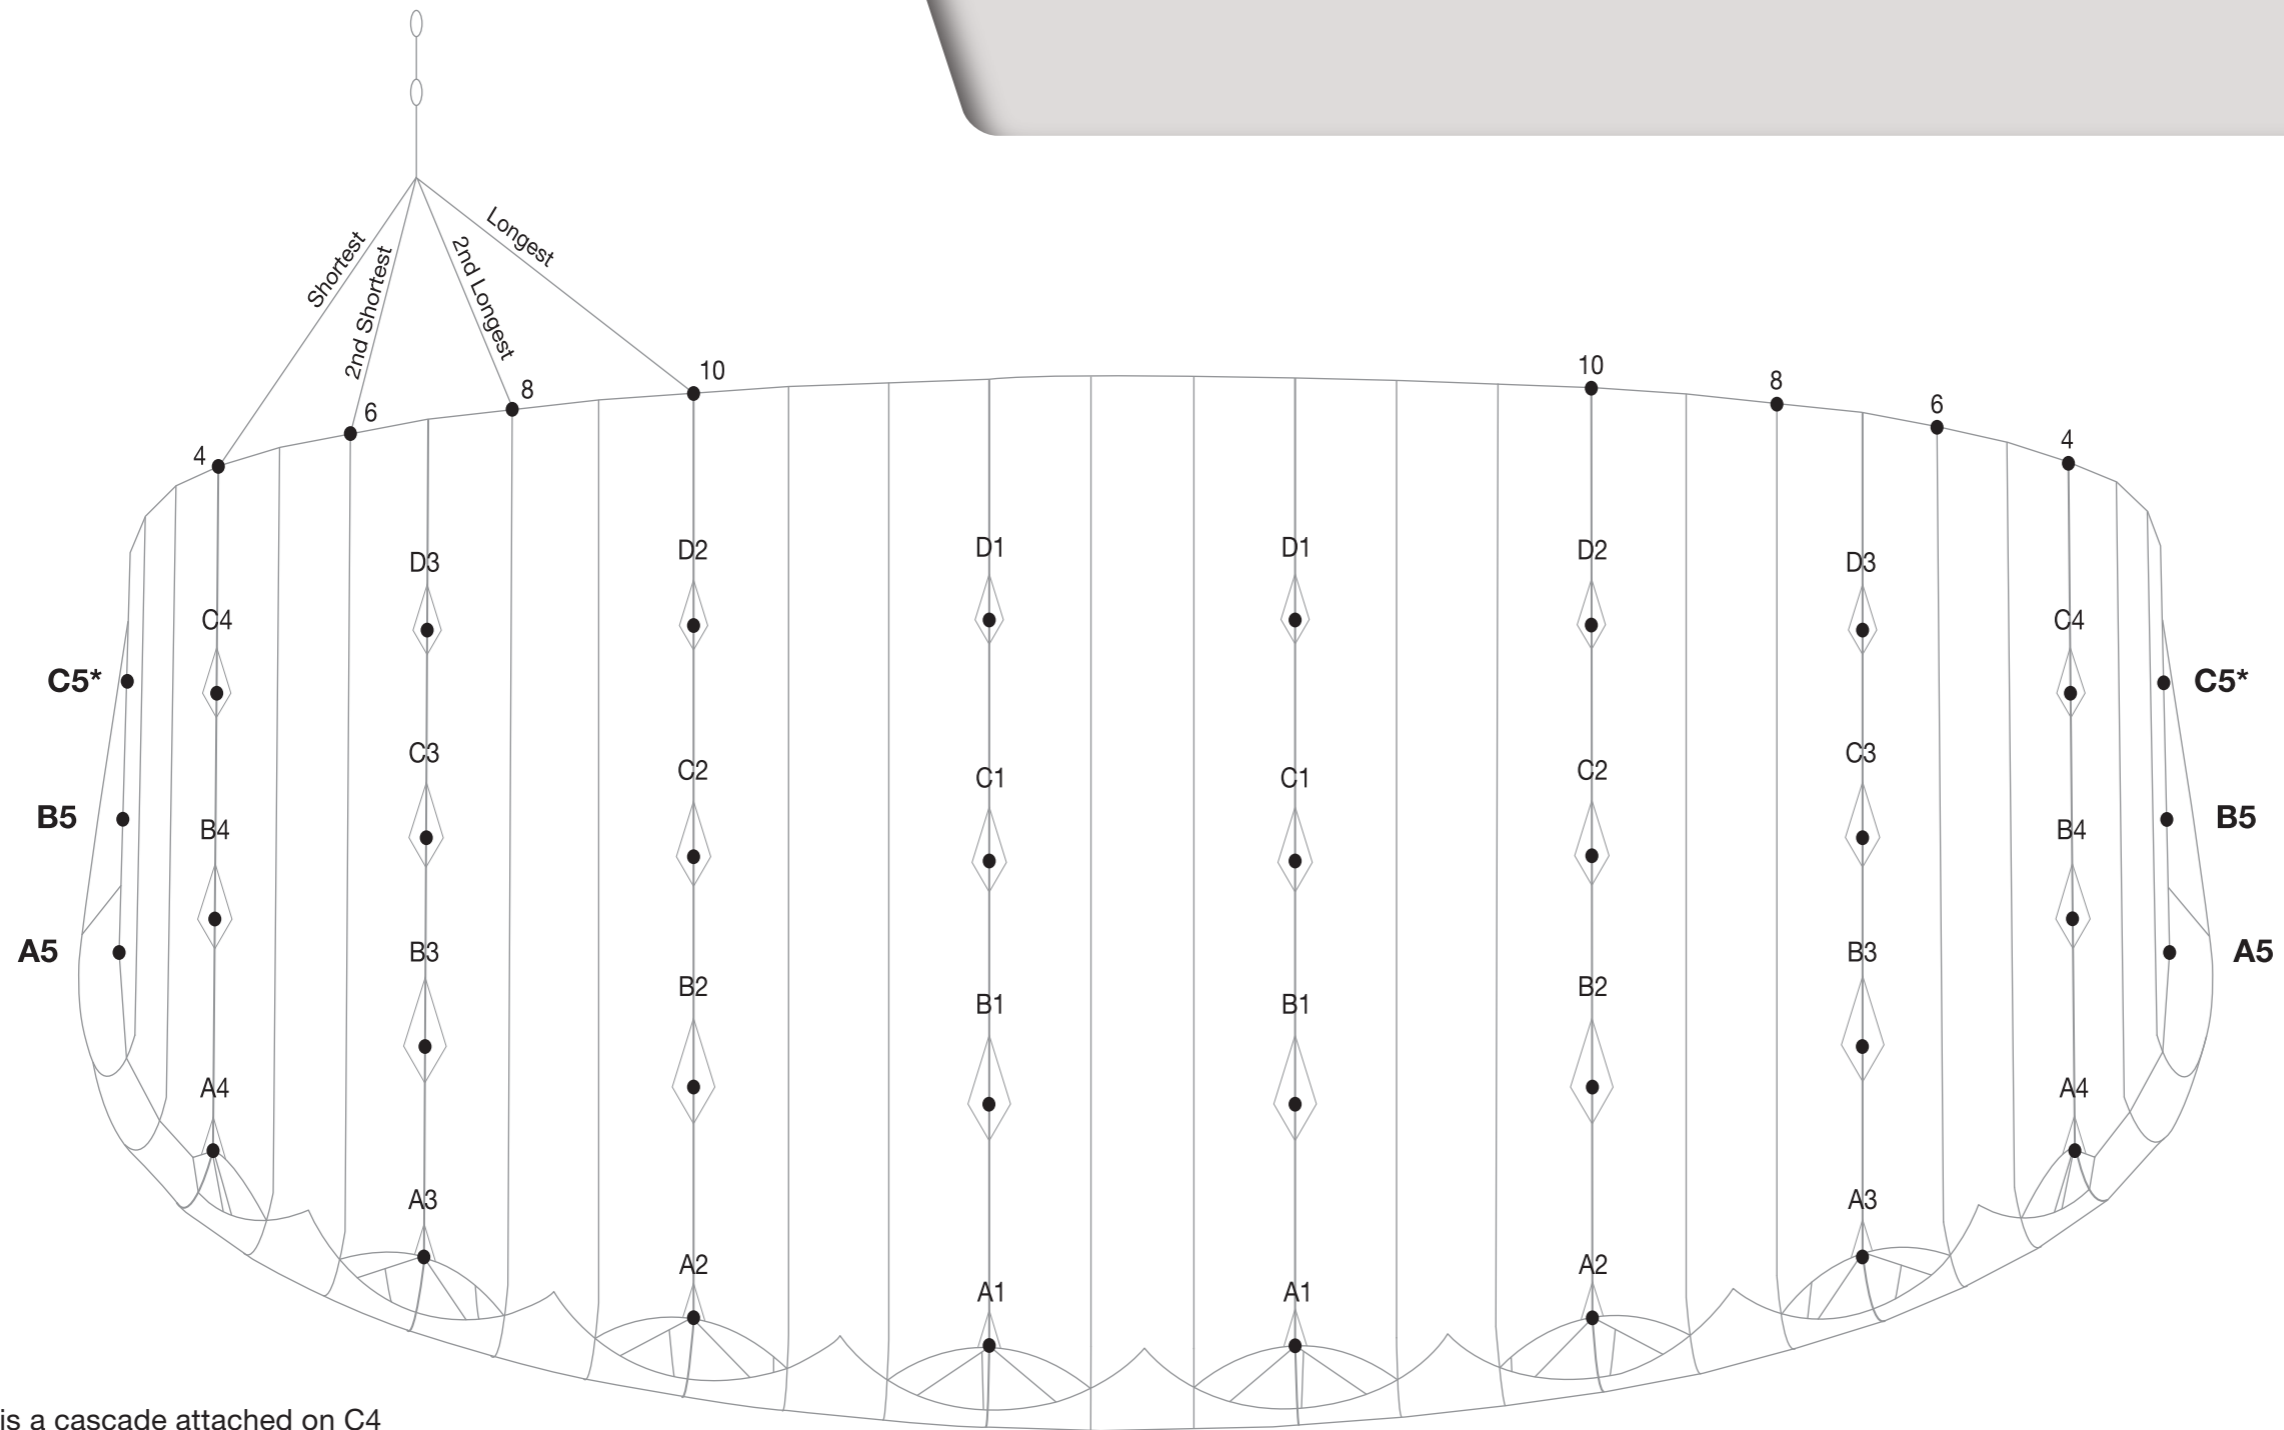 Shortest
2nd Shortest
2nd Longest
Longest
10
10
8
8
6
6
4
4
D3
D2
D1
D1
D2
D3
C4
C4
C5*
C5*
C3
C2
C1
C1
C2
C3
B5
B4
B4
B5
A5
B3
B2
B1
B1
B2
B3
A5
A4
A4
A3
A3
A2
A1
A1
A2
is a cascade attached on C4